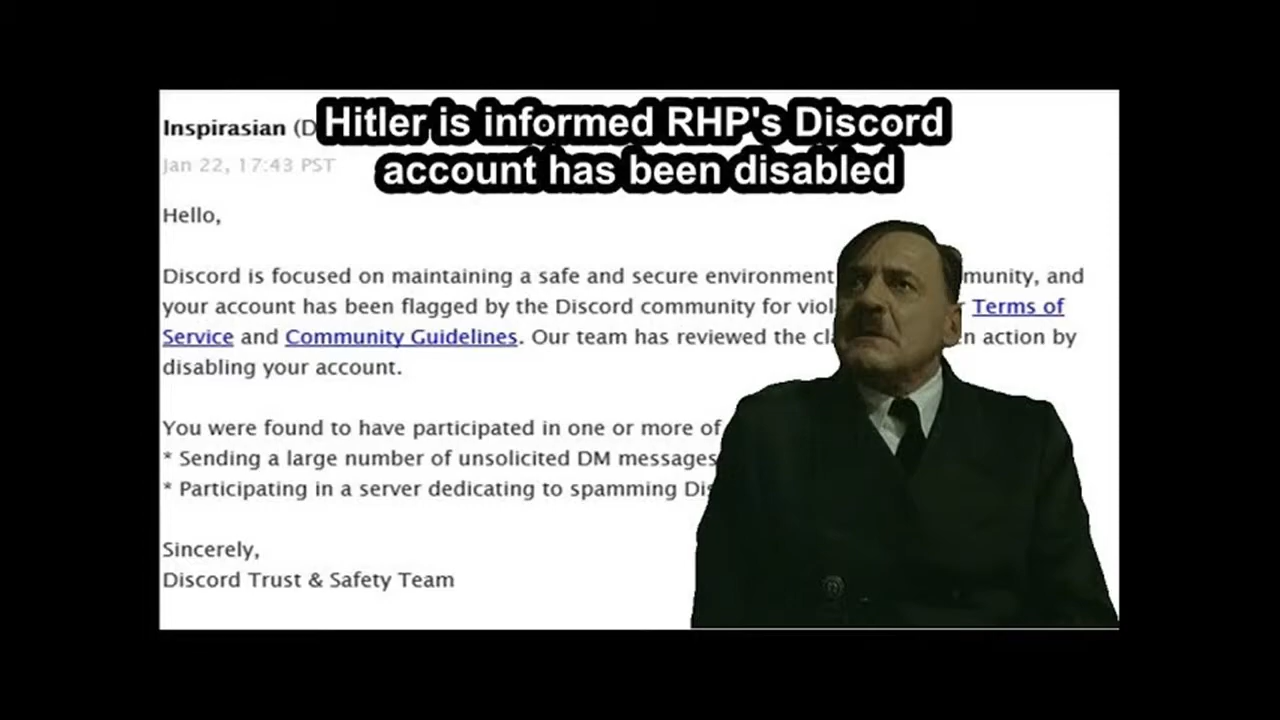 Hitler is informed RHP's Discord
account has been disabled
Inspirasian (D
Jan 22, 17:43 PST
Hello,
Discord is focused on maintaining a safe and secure environment munity, and
your account has been flagged by the Discord community for viol Terms of
Service and Community Guidelines. Our team has reviewed the cl n action by
disabling your account.
You were found to have participated in one or more of
* Sending a large number of unsolicited DM messages
* Participating in a server dedicating to spamming Dis
Sincerely,
Discord Trust & Safety Team